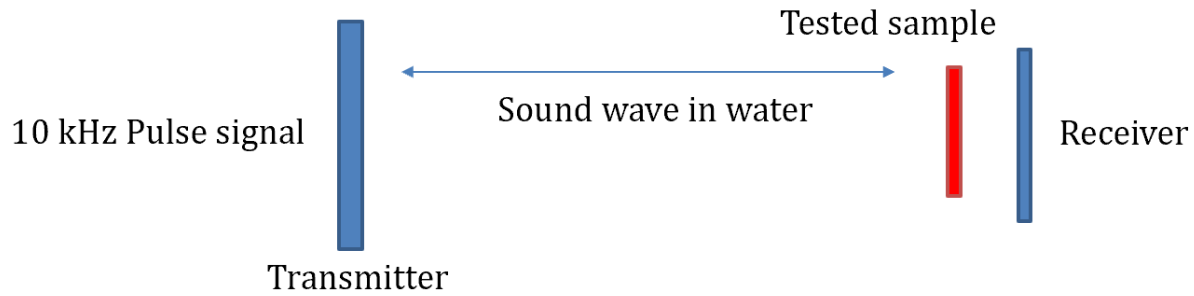 Tested sample
Sound wave in water
10 kHz Pulse signal
Receiver
Transmitter